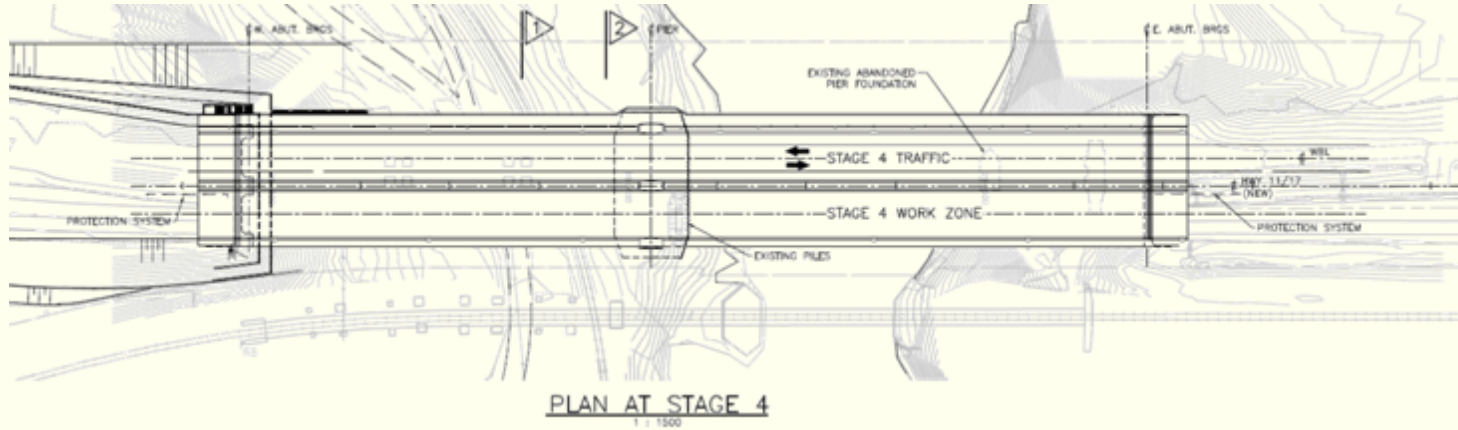 W. ABUT. BRGS
1
2
PIER
E. ABUT. BRGS
EXISTING ABANDONED
PIER FOUNDATION
STAGE 4 TRAFFIC
WBL
HWY 11/17
(NEW)
PROTECTION SYSTEM
STAGE 4 WORK ZONE
PROTECTION SYSTEM
EXISTING PILES
PLAN AT STAGE 4
1 : 1500